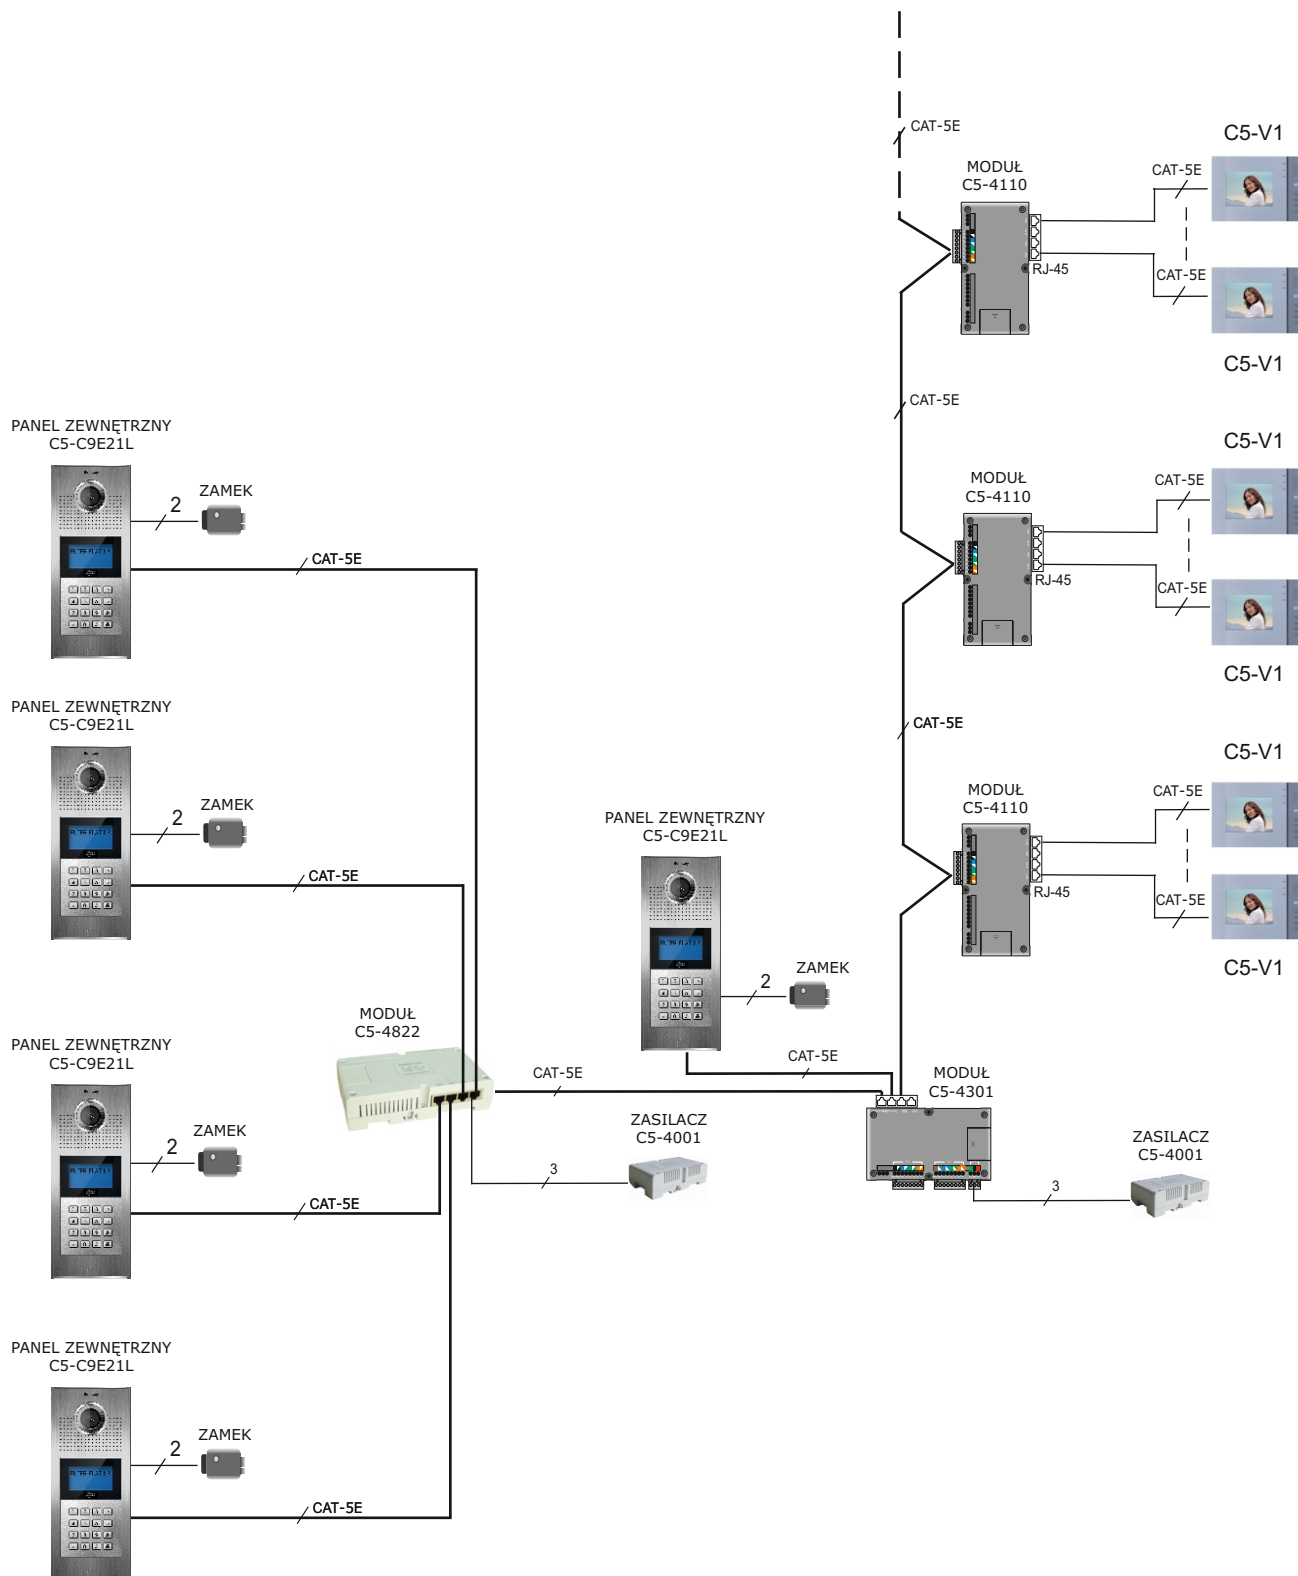 CAT-5E
C5-V1
MODUŁ
C5-4110
CAT-5E
RJ-45
CAT-5E
C5-V1
CAT-5E
PANEL ZEWNĘTRZNY
C5-C9E21L
ZAMEK
2
CAT-5E
C5-V1
MODUŁ
C5-4110
CAT-5E
RJ-45
CAT-5E
C5-V1
PANEL ZEWNĘTRZNY
C5-C9E21L
ZAMEK
2
CAT-5E
CAT-5E
C5-V1
MODUŁ
C5-4110
CAT-5E
RJ-45
CAT-5E
C5-V1
PANEL ZEWNĘTRZNY
C5-C9E21L
ZAMEK
2
MODUŁ
C5-4822
CAT-5E
CAT-5E
MODUŁ
C5-4301
PANEL ZEWNĘTRZNY
C5-C9E21L
ZAMEK
2
CAT-5E
ZASILACZ
C5-4001
3
ZASILACZ
C5-4001
3
PANEL ZEWNĘTRZNY
C5-C9E21L
ZAMEK
2
CAT-5E